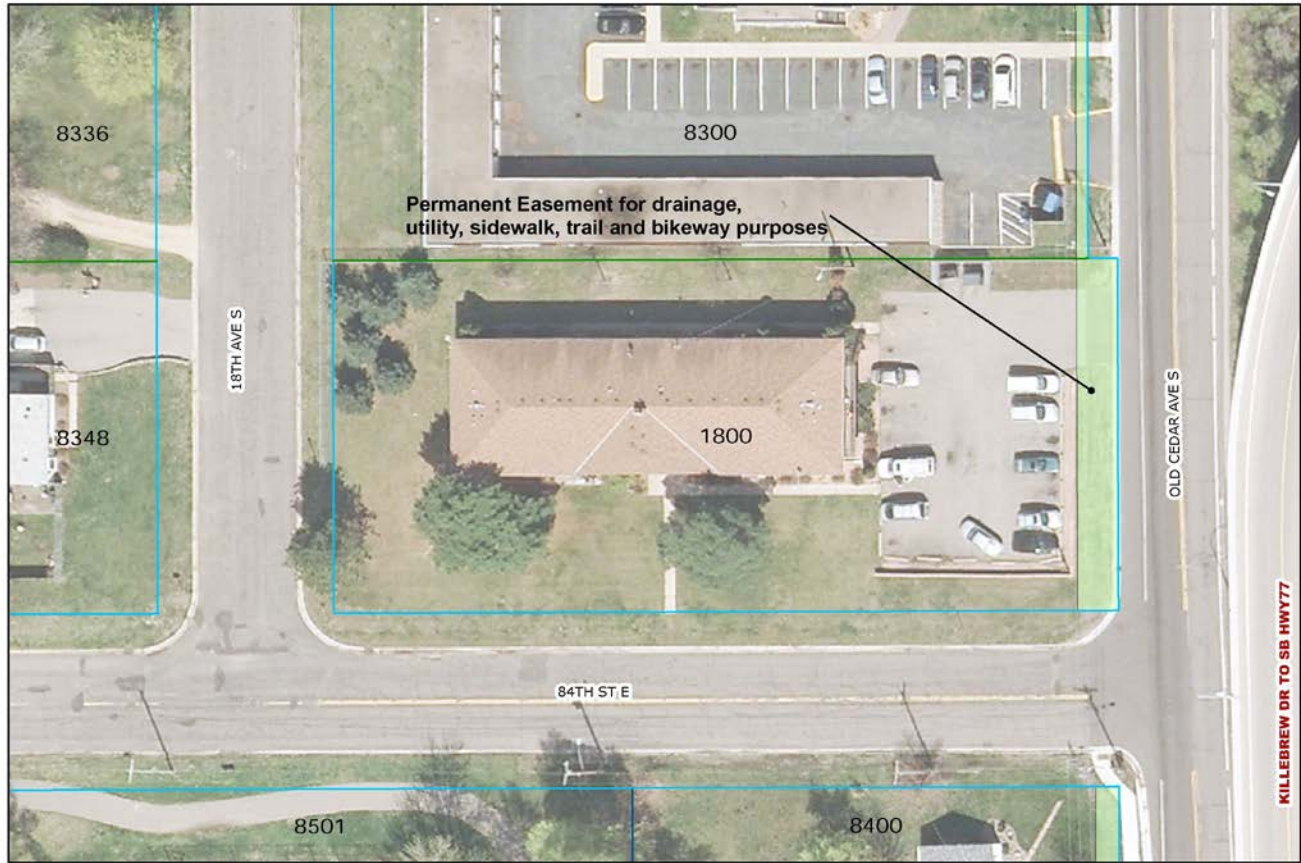 8336
8300
Permanent Easement for drainage,
utility, sidewalk, trail and bikeway purposes
18TH AVE S
8348
1800
OLD CEDAR AVE S
84TH ST E
KILLEBREW DR TO SB HWY77
8501
8400